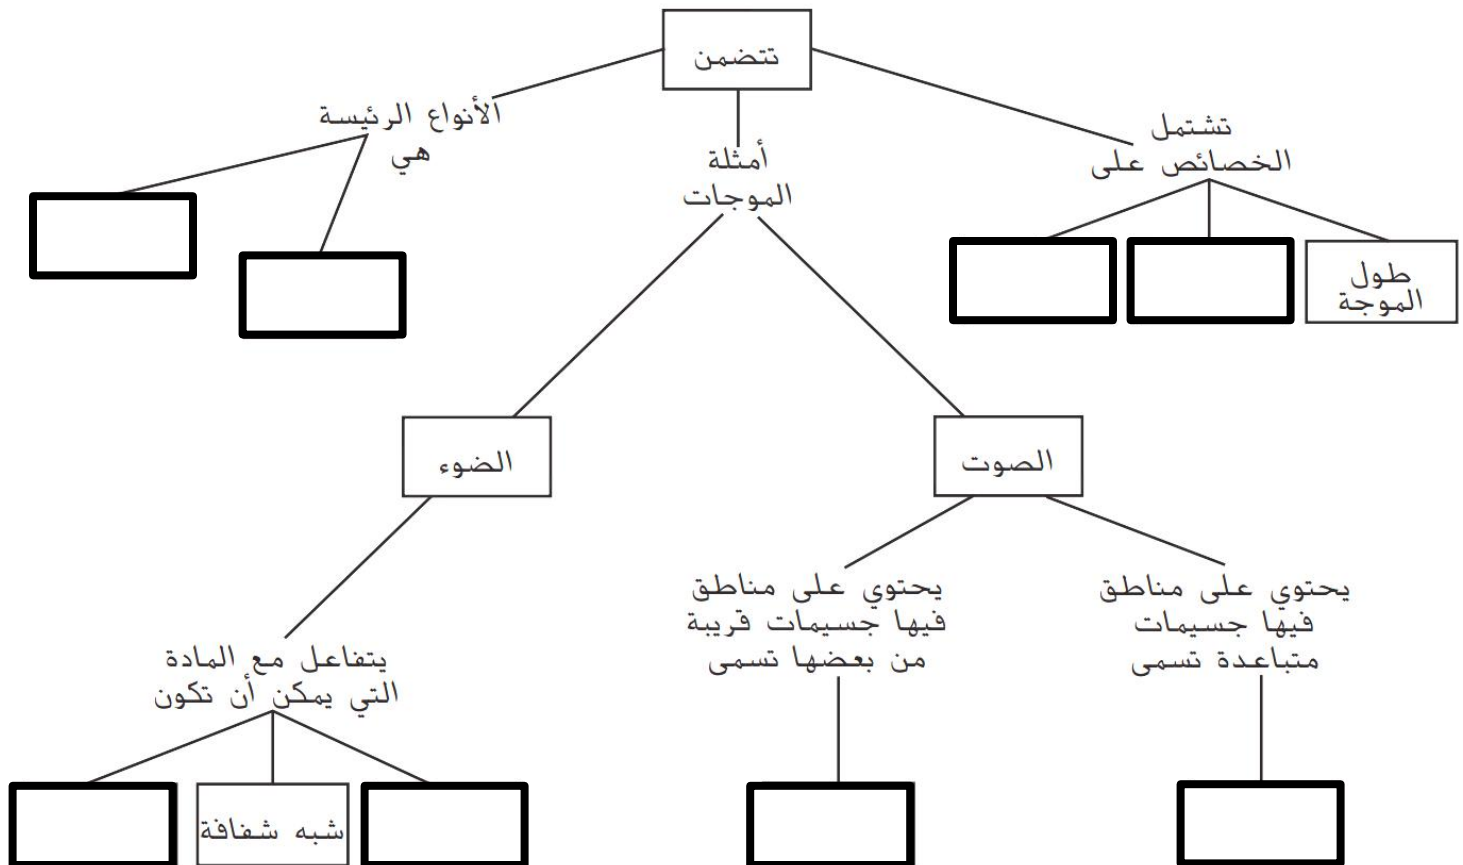 تتضمن
تشتمل
الخصائص على
طول
الموجة
أمثلة
الموجات
الأنواع الرئيسة
هي
الصوت
الضوء
يحتوي على مناطق
فيها جسيمات
متباعدة تسمى
يحتوي على مناطق
فيها جسيمات قريبة
من بعضها تسمى
يتفاعل مع المادة
التي يمكن أن تكون
شبه شفافة